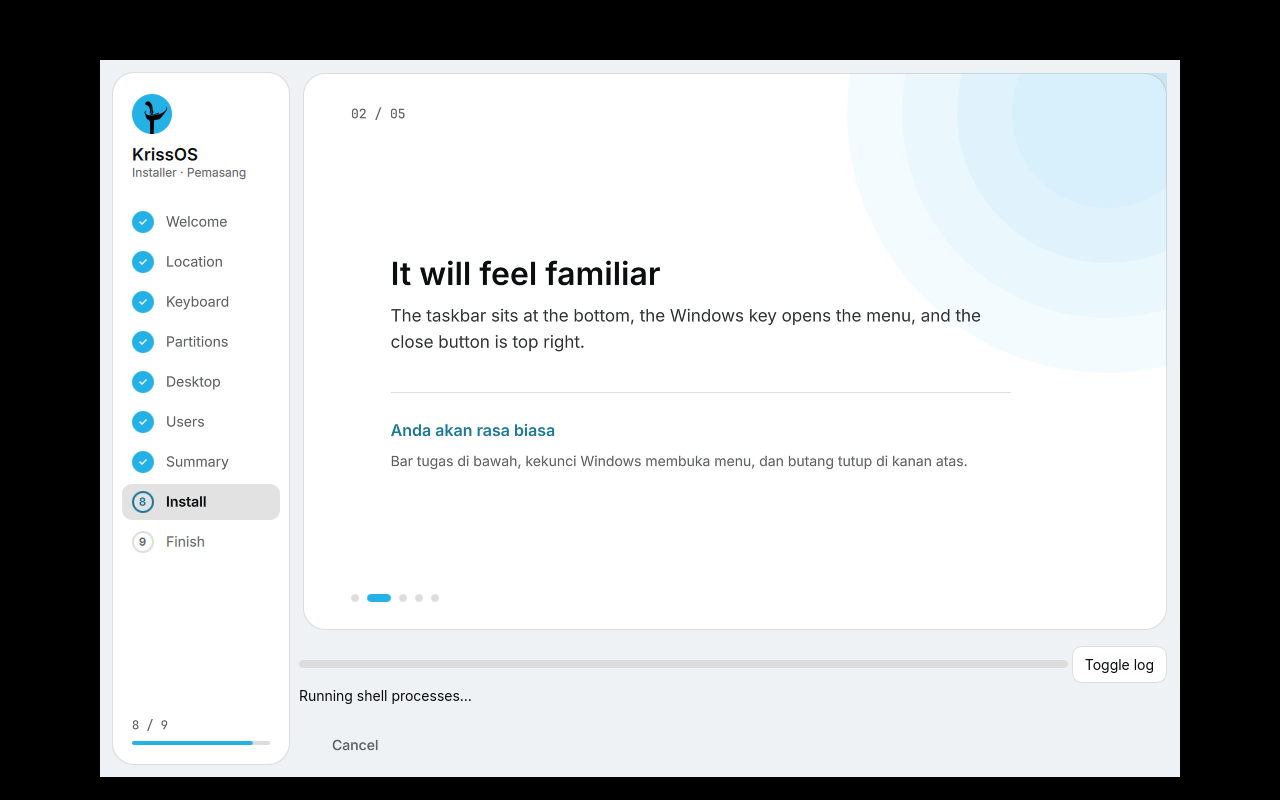 KrissOS
Installer · Pemasang
Welcome
Location
Keyboard
Partitions
Desktop
Users
Summary
8 Install
9 Finish
8 / 9
02 / 05
It will feel familiar
The taskbar sits at the bottom, the Windows key opens the menu, and the
close button is top right.
Anda akan rasa biasa
Bar tugas di bawah, kekunci Windows membuka menu, dan butang tutup di kanan atas.
Toggle log
Running shell processes...
Cancel